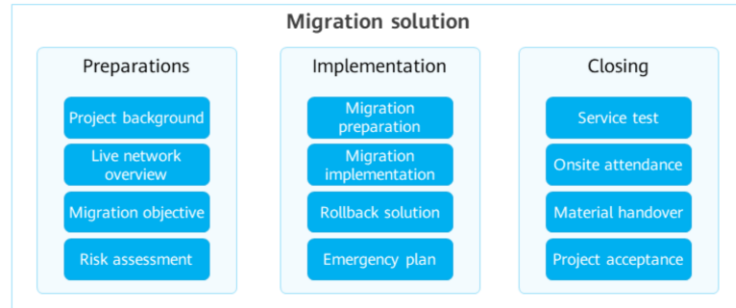 Migration solution
Preparations
Project background
Live network
overview
Migration objective
Risk assessment
Implementation
Migration
preparation
Migration
implementation
Rollback solution
Emergency plan
Closing
Service test
Onsite attendance
Material handover
Project acceptance